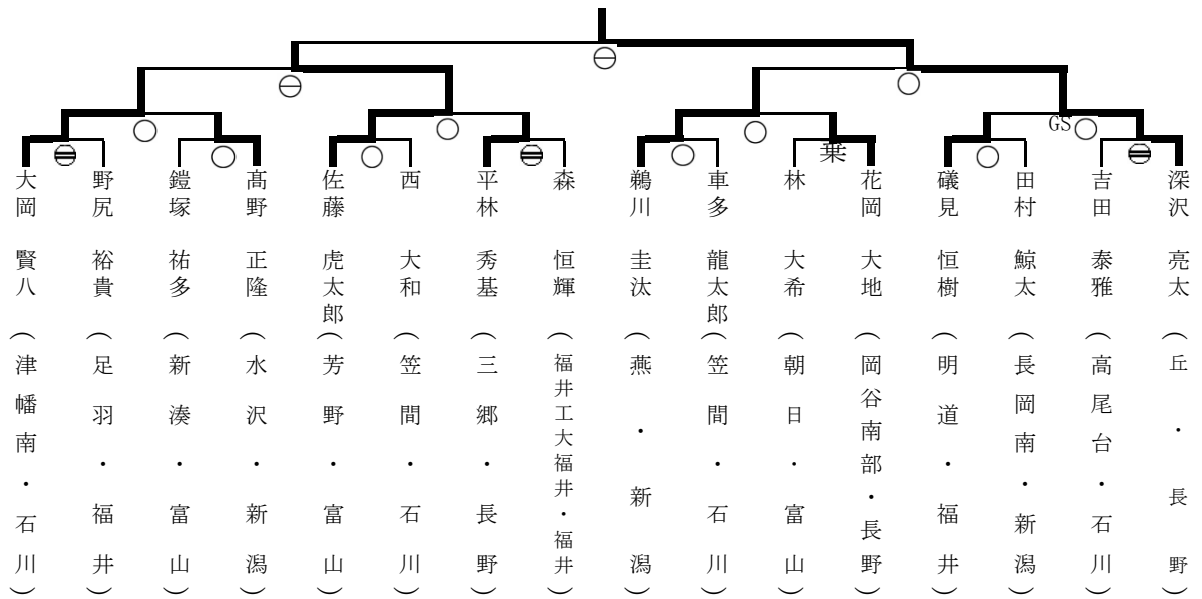 GS
乗
大岡 賢八（津幡南・石川）
野尻 裕貴（足羽・福井）
鎧塚 祐多（新湊・富山）
髙野 正隆（水沢・新潟）
佐藤 虎太郎（芳野・富山）
西 大和（笠間・石川）
平林 秀基（三郷・長野）
森 恒輝（福井工大福井・福井）
鵜川 圭汰（燕・新潟）
車多 龍太郎（笠間・石川）
林 大希（朝日・富山）
花岡 大地（岡谷南部・長野）
礒見 恒樹（明道・福井）
田村 鯨太（長岡南・新潟）
吉田 泰雅（高尾台・石川）
深沢 亮太（丘・長野）